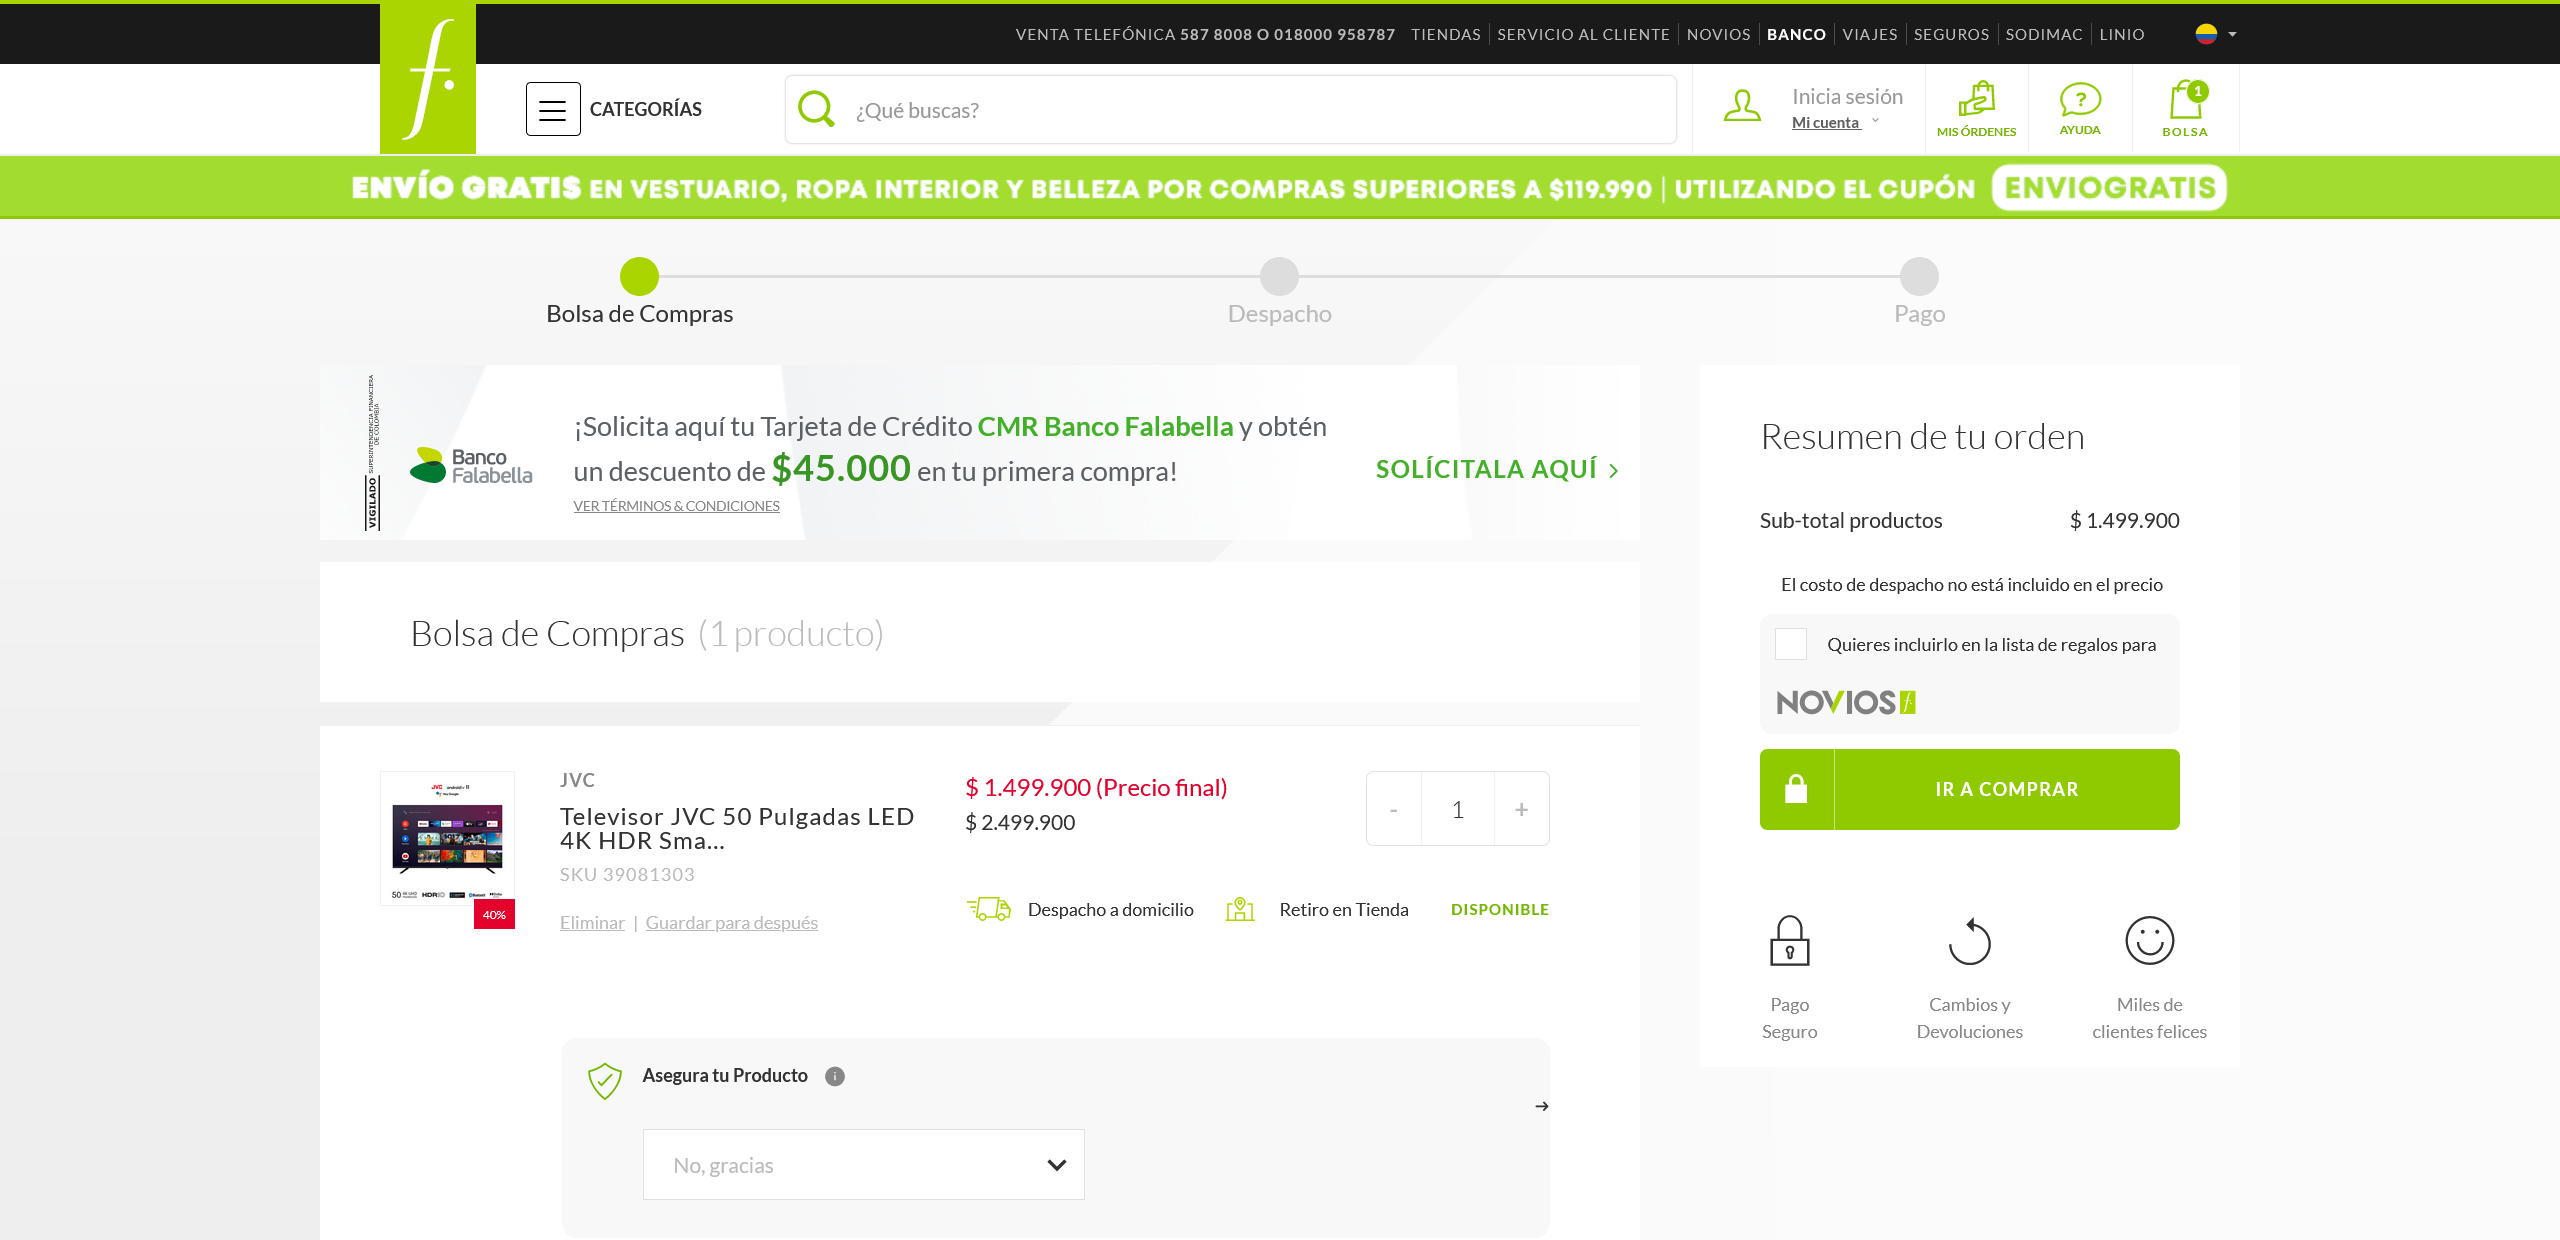 VENTA TELEFÓNICA 587 8008 O 018000 958787 TIENDAS SERVICIO AL CLIENTE NOVIOS BANCO VIAJES SEGUROS SODIMAC LINIO
f.
CATEGORÍAS
¿Qué buscas?
Inicia sesión
Mi cuenta
MIS ÓRDENES
AYUDA
1
BOLSA
ENVÍO GRATIS EN VESTUARIO, ROPA INTERIOR Y BELLEZA POR COMPRAS SUPERIORES A $119.990 | UTILIZANDO EL CUPÓN ENVIOGRATIS
Bolsa de Compras
Despacho
Pago
VIGILADO SUPERINTENDENCIA FINANCIERA
DE COLOMBIA
Banco
Falabella
¡Solicita aquí tu Tarjeta de Crédito CMR Banco Falabella y obtén
un descuento de $45.000 en tu primera compra!
VER TÉRMINOS & CONDICIONES
SOLÍCITALA AQUÍ >
Bolsa de Compras (1 producto)
JVC
40%
JVC
Televisor JVC 50 Pulgadas LED
4K HDR Sma...
SKU 39081303
Eliminar | Guardar para después
$ 1.499.900 (Precio final)
$ 2.499.900
- 1 +
Despacho a domicilio
Retiro en Tienda
DISPONIBLE
Asegura tu Producto
No, gracias
Resumen de tu orden
Sub-total productos $ 1.499.900
El costo de despacho no está incluido en el precio
Quieres incluirlo en la lista de regalos para
NOVIOS f.
IR A COMPRAR
Pago
Seguro
Cambios y
Devoluciones
Miles de
clientes felices